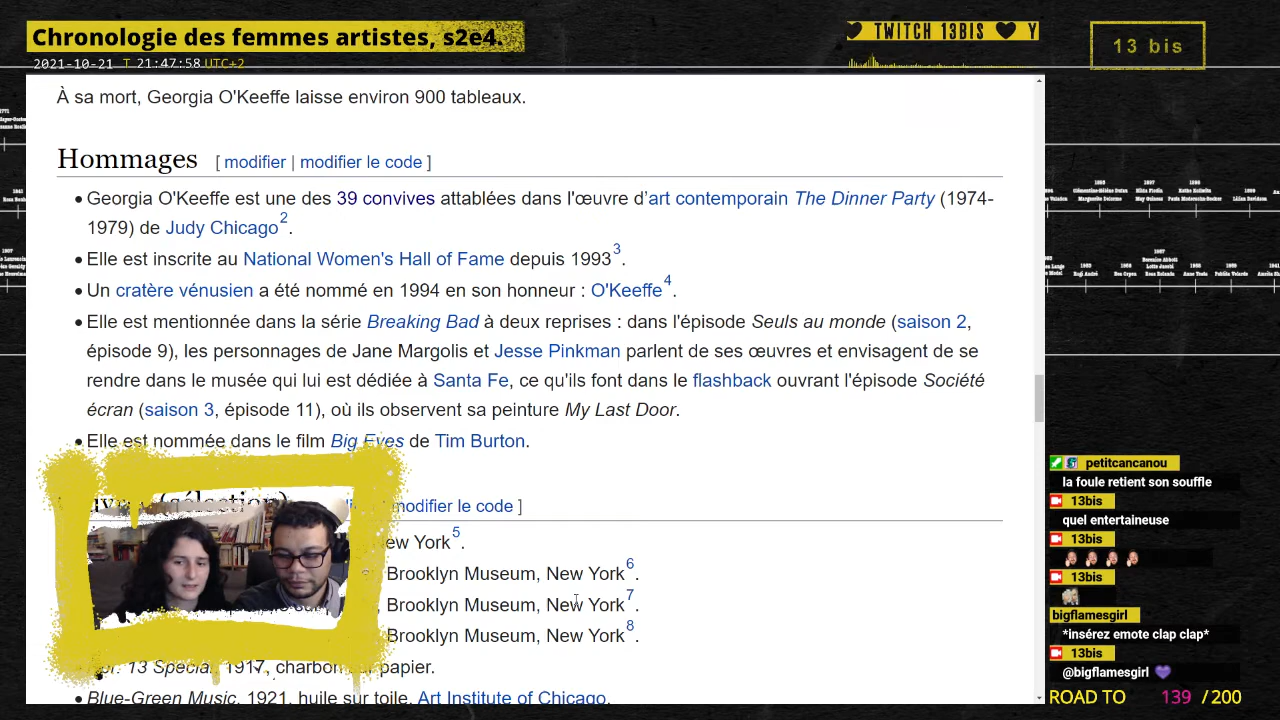 Chronologie des femmes artistes, s2e4.
TWITCH 13BIS
Y
13 bis
2021-10-21 T 21:47:58 UTC+2
À sa mort, Georgia O'Keeffe laisse environ 900 tableaux.
Hommages [ modifier | modifier le code ]
• Georgia O'Keeffe est une des 39 convives attablées dans l'œuvre d'art contemporain The Dinner Party (1974-
1979) de Judy Chicago2.
• Elle est inscrite au National Women's Hall of Fame depuis 19933.
• Un cratère vénusien a été nommé en 1994 en son honneur : O'Keeffe4.
• Elle est mentionnée dans la série Breaking Bad à deux reprises : dans l'épisode Seuls au monde (saison 2,
épisode 9), les personnages de Jane Margolis et Jesse Pinkman parlent de ses œuvres et envisagent de se
rendre dans le musée qui lui est dédiée à Santa Fe, ce qu'ils font dans le flashback ouvrant l'épisode Société
écran (saison 3, épisode 11), où ils observent sa peinture My Last Door.
• Elle est nommée dans le film Big Eyes de Tim Burton.
(sélection) modifier le code ]
ew York5.
Brooklyn Museum, New York6.
Brooklyn Museum, New York7.
Brooklyn Museum, New York8.
13 Special, 1917, charbon sur papier.
• Blue-Green Music, 1921, huile sur toile, Art Institute of Chicago.
petitcancanou
la foule retient son souffle
13bis
quel entertaineuse
13bis
13bis
bigflamesgirl
*insérez emote clap clap*
13bis
@bigflamesgirl 💜
ROAD TO 139 / 200